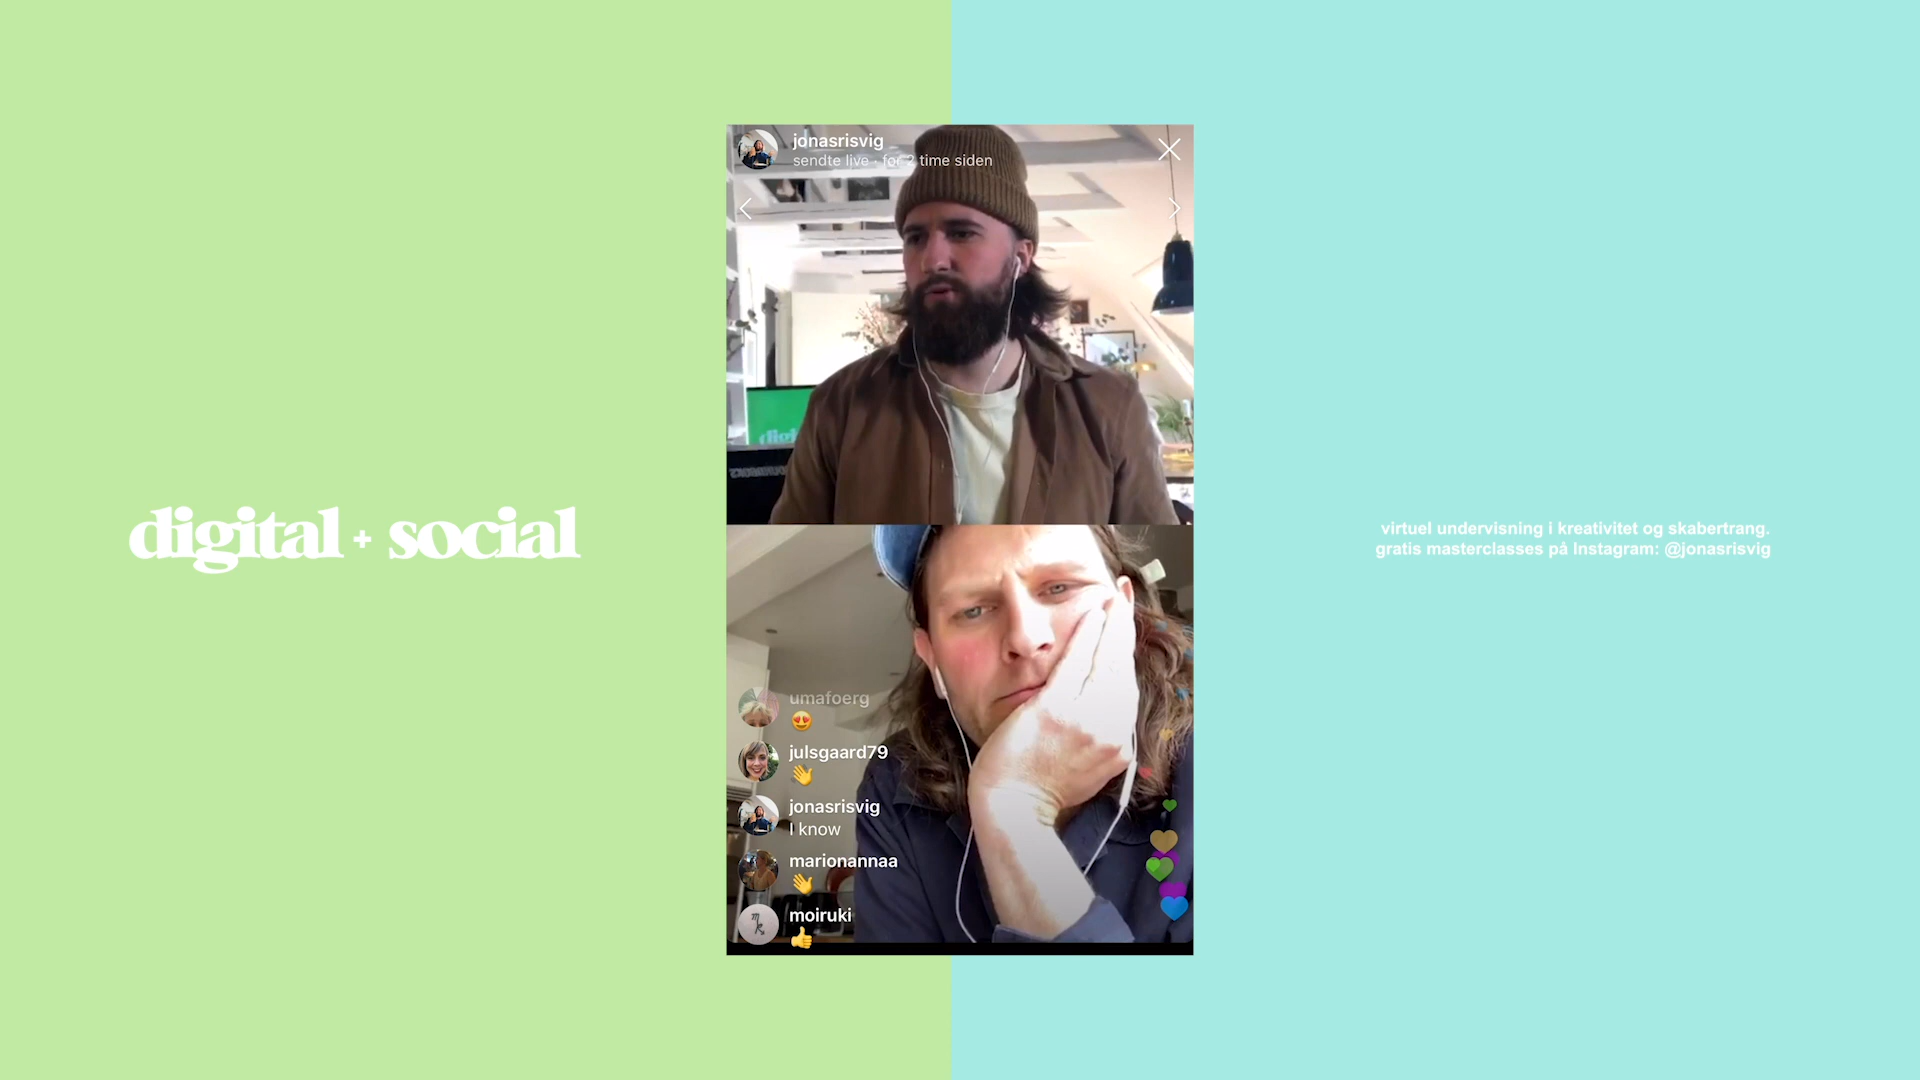 digital + social
jonasrisvig
sendte live · for 2 time siden
digi
umafoerg
😍
julsgaard79
👋
jonasrisvig
I know
marionannaa
👋
moiruki
👍
virtuel undervisning i kreativitet og skabertrang.
gratis masterclasses på Instagram: @jonasrisvig